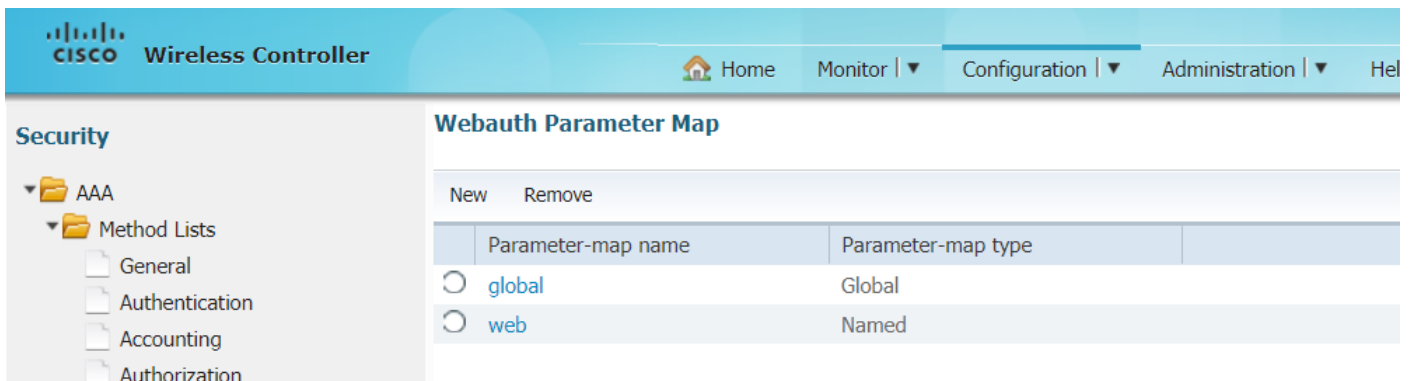 CISCO Wireless Controller
Home Monitor Configuration Administration Hel
Security
AAA
Method Lists
General
Authentication
Accounting
Authorization
Webauth Parameter Map
New Remove
Parameter-map name Parameter-map type
global Global
web Named